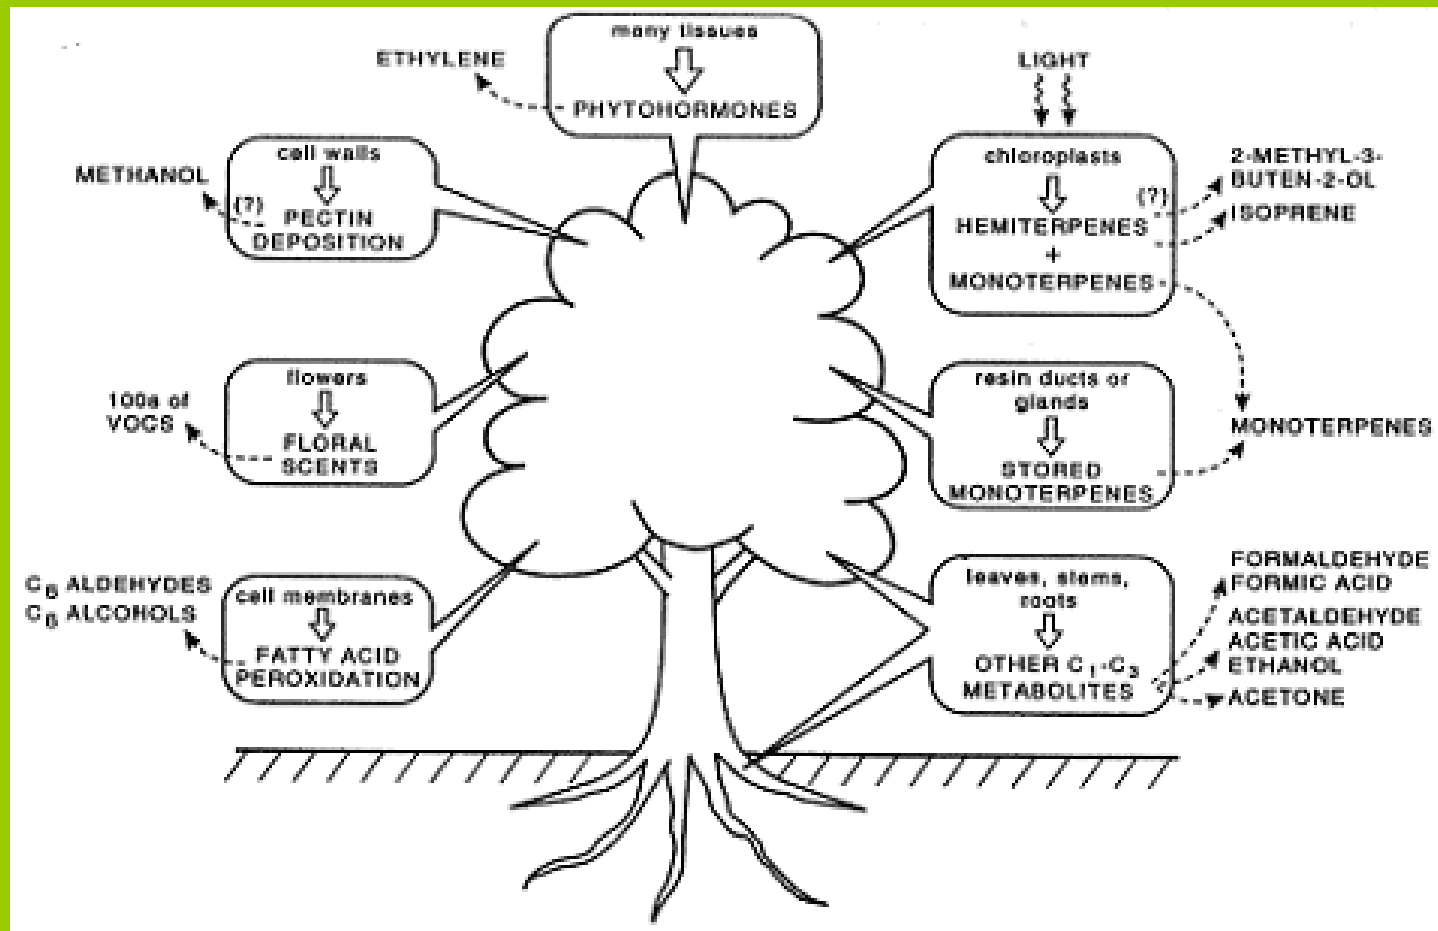 many tissues
PHYTOHORMONES
ETHYLENE
LIGHT
cell walls
PECTIN
DEPOSITION
METHANOL
(?)
chloroplasts
HEMITERPENES
+
MONOTERPENES
(?)
2-METHYL-3-
BUTEN-2-OL
ISOPRENE
flowers
FLORAL
SCENTS
100s of
VOCS
resin ducts or
glands
STORED
MONOTERPENES
MONOTERPENES
cell membranes
FATTY ACID
PEROXIDATION
C6 ALDEHYDES
C6 ALCOHOLS
leaves, stems,
roots
OTHER C1-C3
METABOLITES
FORMALDEHYDE
FORMIC ACID
ACETALDEHYDE
ACETIC ACID
ETHANOL
ACETONE